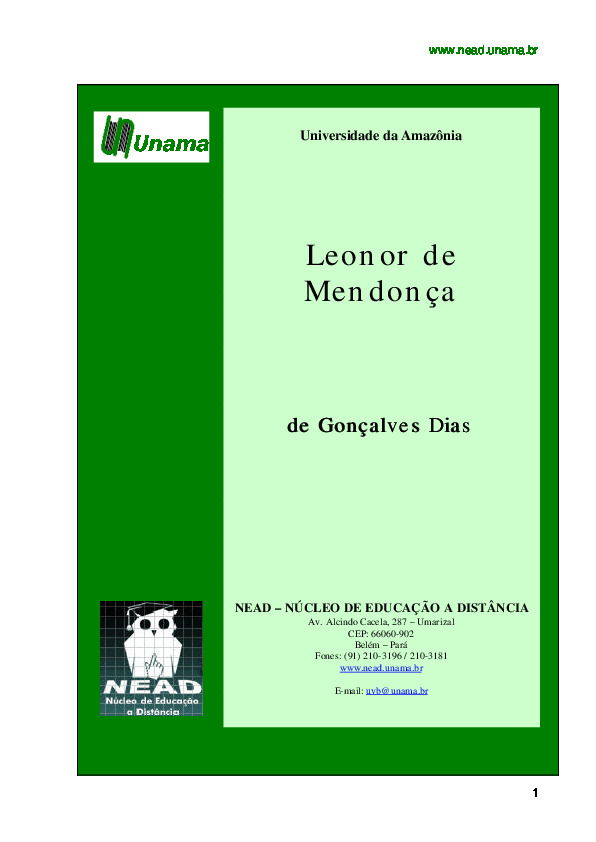 www.nead.unama.br
Unama
Universidade da Amazônia
Leonor de
Mendonça
de Gonçalves Dias
NEAD – NÚCLEO DE EDUCAÇÃO A DISTÂNCIA
Av. Alcindo Cacela, 287 – Umarizal
CEP: 66060-902
Belém – Pará
Fones: (91) 210-3196 / 210-3181
www.nead.unama.br
E-mail: uvb@unama.br
NEAD
Núcleo de Educação
a Distância
1